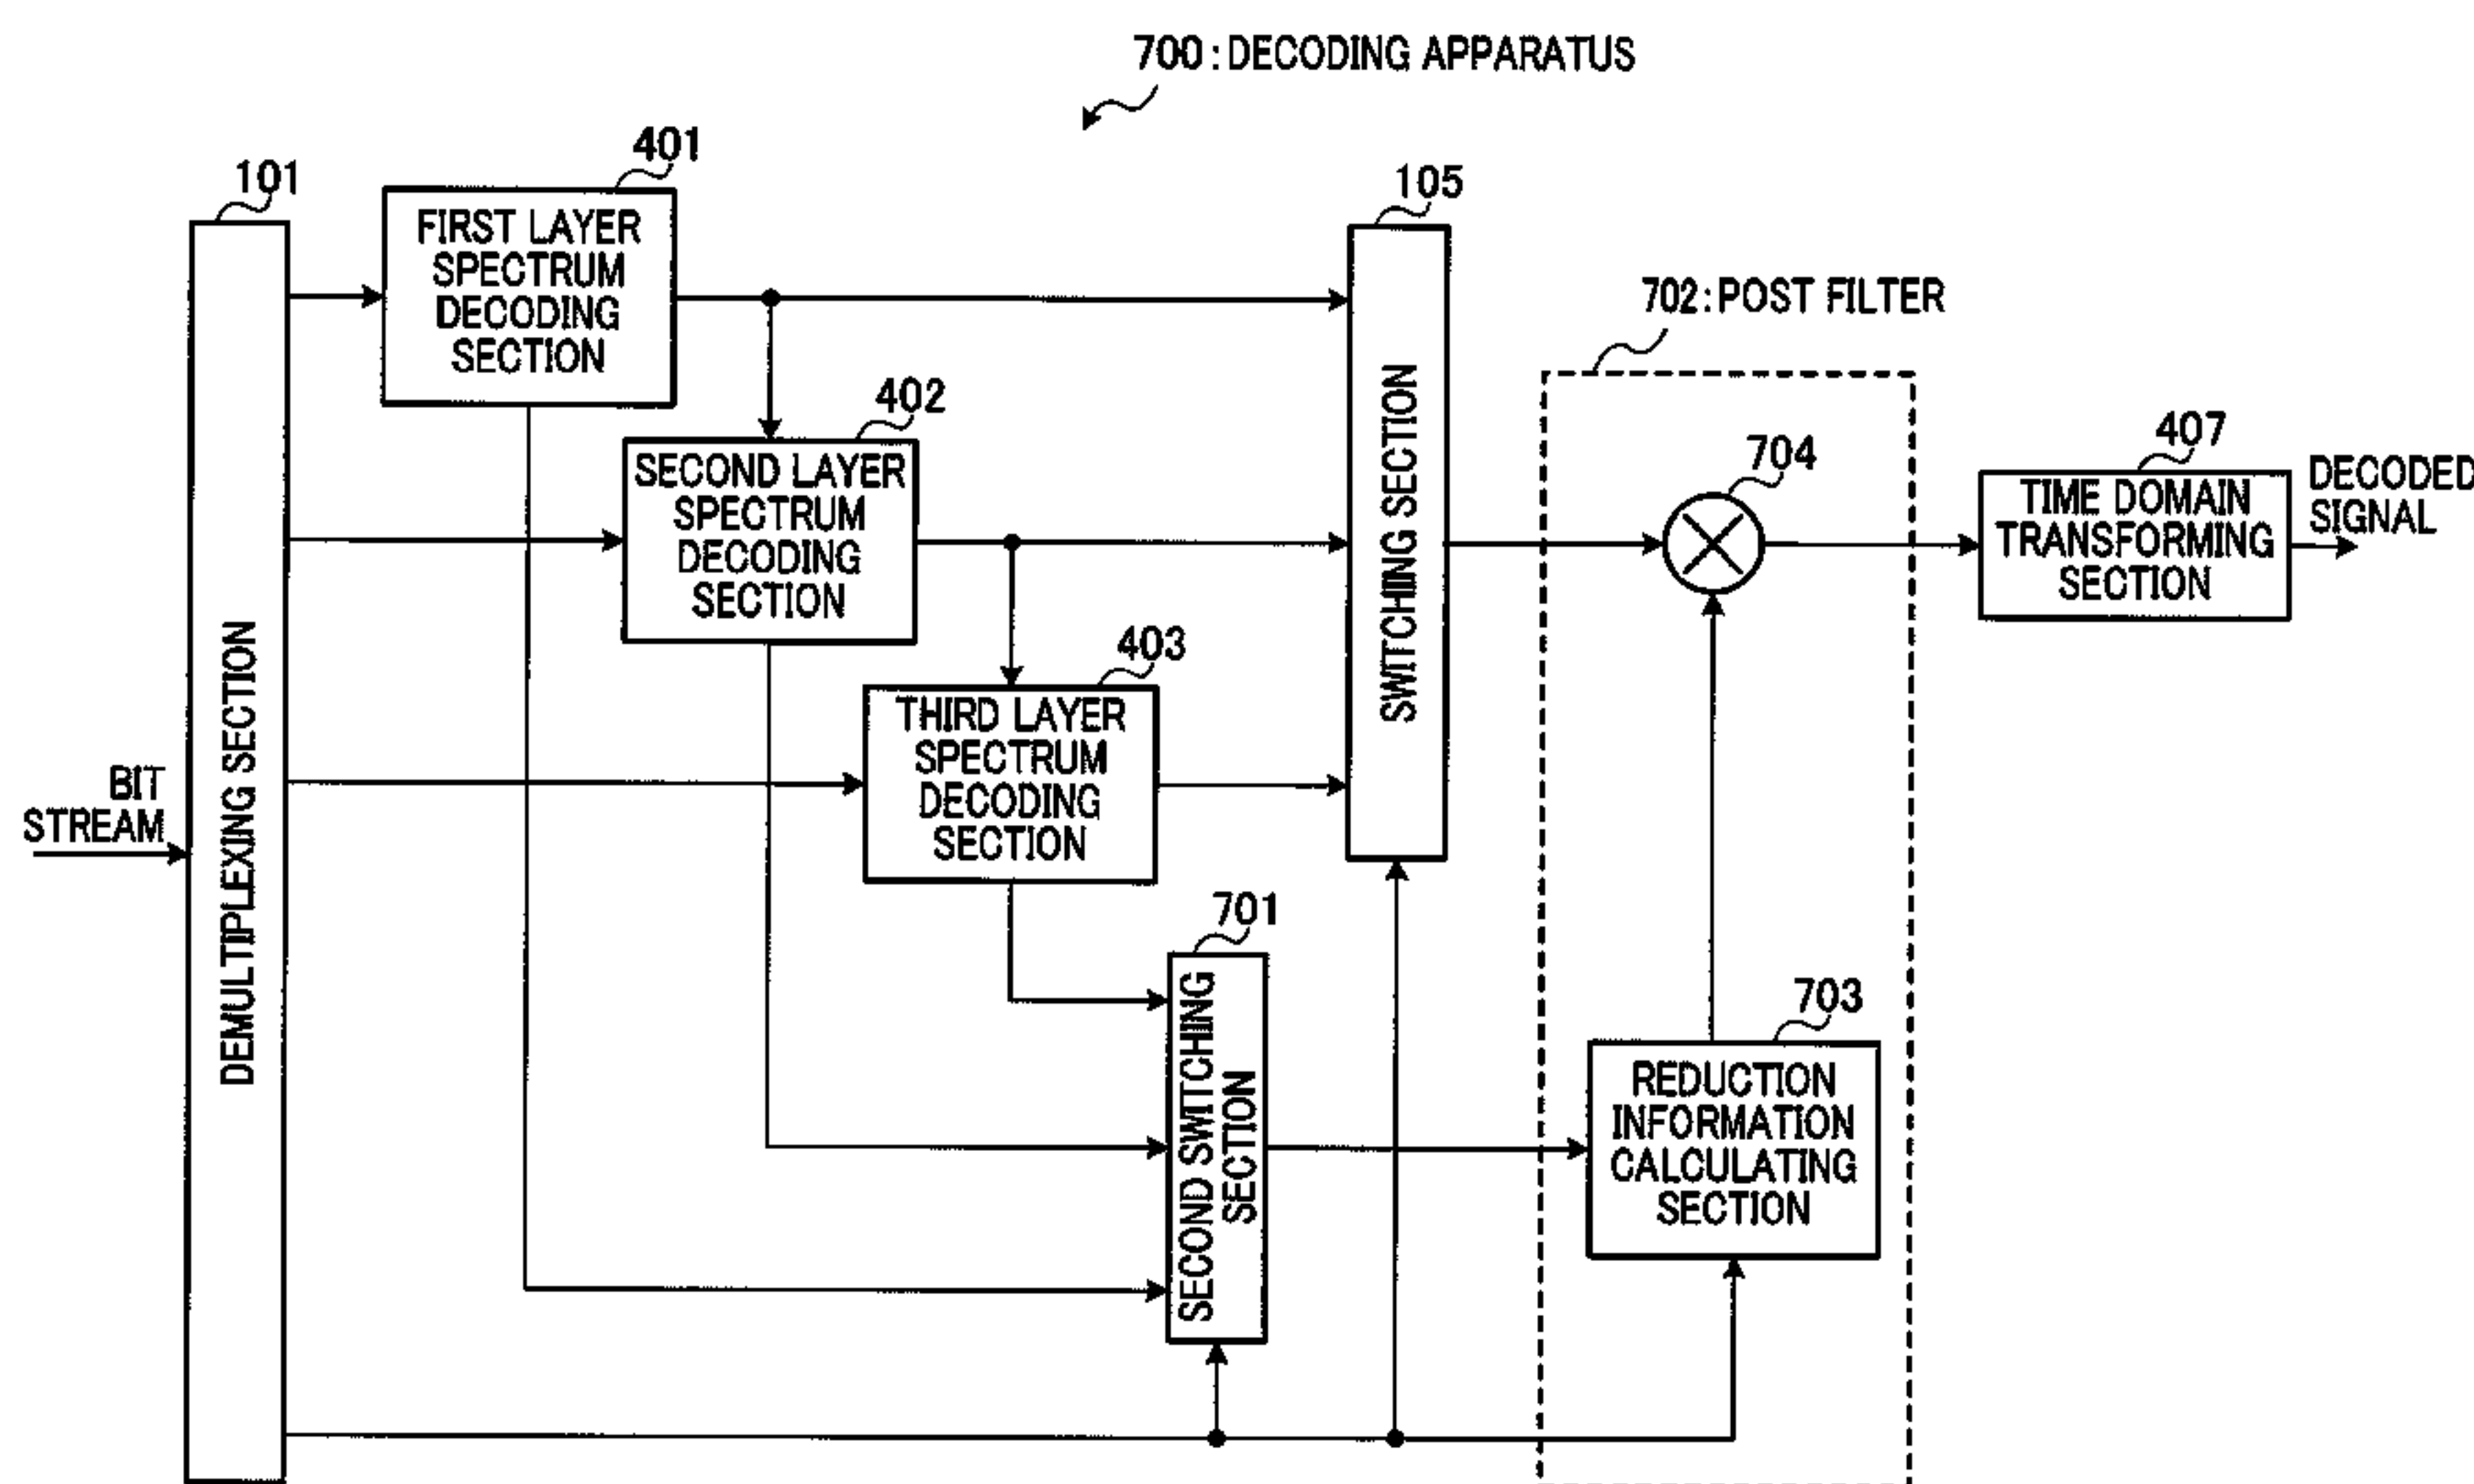 700:DECODING APPARATUS
401
101
105
FIRST LAYER
SPECTRUM
DECODING
SECTION
702:POST FILTER
402
704
407
SECOND LAYER
SPECTRUM
DECODING
SECTION
SWITCHING SECTION
TIME DOMAIN
TRANSFORMING
SECTION
DECODED
SIGNAL
403
THIRD LAYER
SPECTRUM
DECODING
SECTION
DEMULTIPLEXING SECTION
BIT
STREAM
701
703
SECOND SWITCHING
SECTION
REDUCTION
INFORMATION
CALCULATING
SECTION